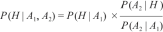 P(H | A₁, A₂) = P(H | A₁) × P(A₂ | H) / P(A₂ | A₁)